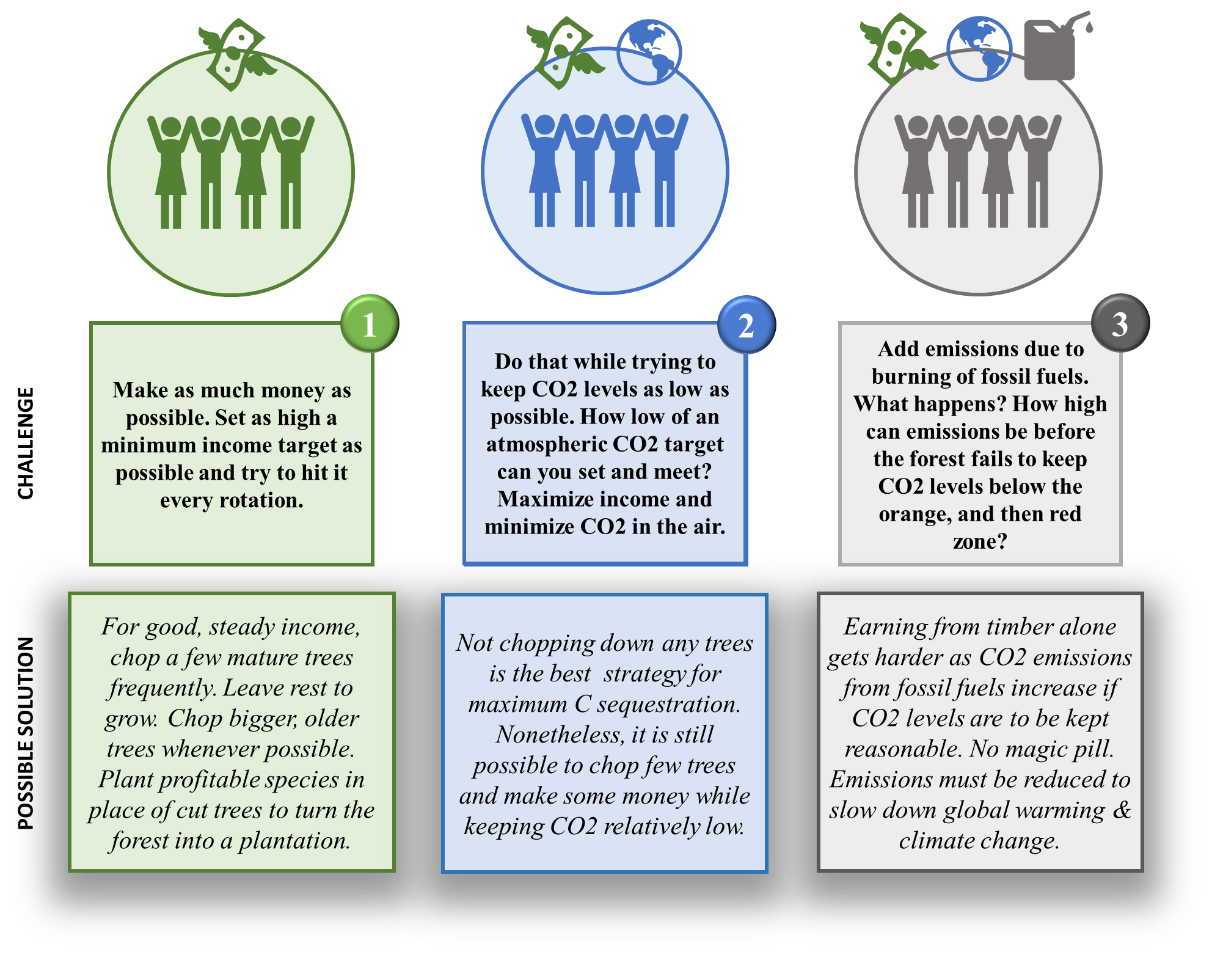 1
Make as much money as
possible. Set as high a
minimum income target as
possible and try to hit it
every rotation.
2
Do that while trying to
keep CO2 levels as low as
possible. How low of an
atmospheric CO2 target
can you set and meet?
Maximize income and
minimize CO2 in the air.
3
Add emissions due to
burning of fossil fuels.
What happens? How high
can emissions be before
the forest fails to keep
CO2 levels below the
orange, and then red
zone?
CHALLENGE
POSSIBLE SOLUTION
For good, steady income,
chop a few mature trees
frequently. Leave rest to
grow. Chop bigger, older
trees whenever possible.
Plant profitable species in
place of cut trees to turn the
forest into a plantation.
Not chopping down any trees
is the best strategy for
maximum C sequestration.
Nonetheless, it is still
possible to chop few trees
and make some money while
keeping CO2 relatively low.
Earning from timber alone
gets harder as CO2 emissions
from fossil fuels increase if
CO2 levels are to be kept
reasonable. No magic pill.
Emissions must be reduced to
slow down global warming &
climate change.